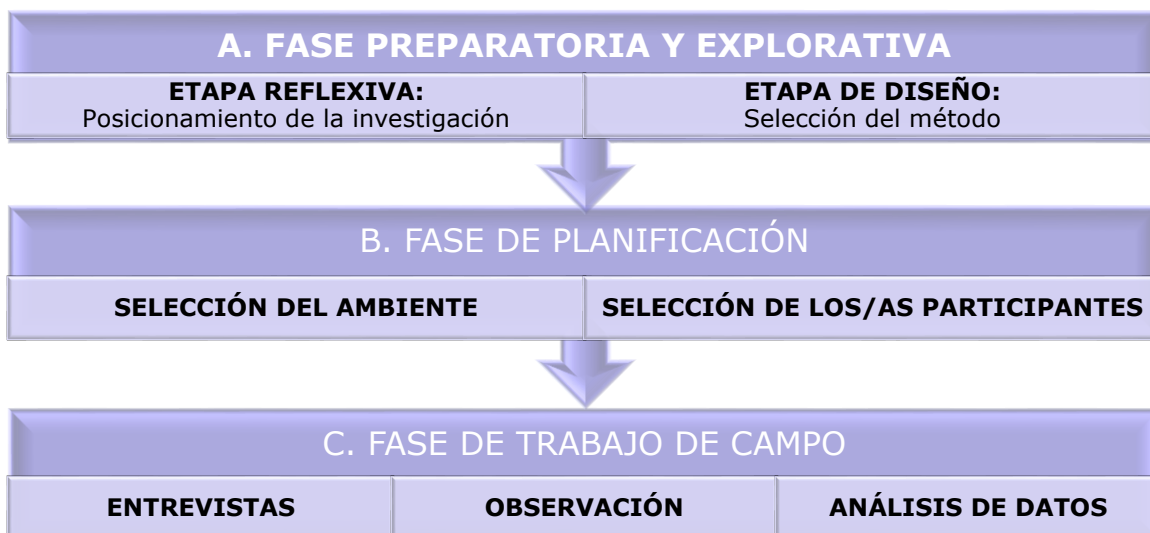 A. FASE PREPARATORIA Y EXPLORATIVA
ETAPA REFLEXIVA:
Posicionamiento de la investigación
ETAPA DE DISEÑO:
Selección del método
B. FASE DE PLANIFICACIÓN
SELECCIÓN DEL AMBIENTE
SELECCIÓN DE LOS/AS PARTICIPANTES
C. FASE DE TRABAJO DE CAMPO
ENTREVISTAS
OBSERVACIÓN
ANÁLISIS DE DATOS